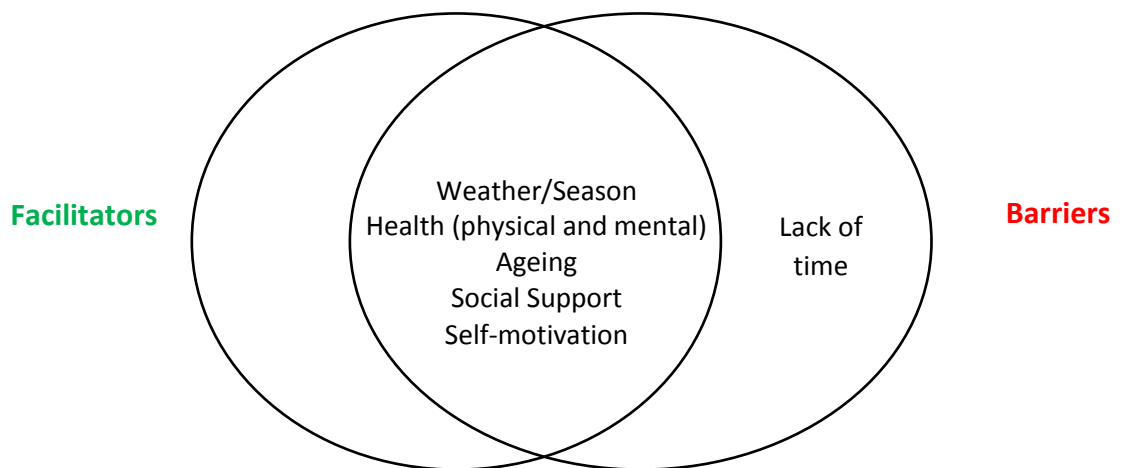 Facilitators
Weather/Season
Health (physical and mental)
Ageing
Social Support
Self-motivation
Lack of
time
Barriers